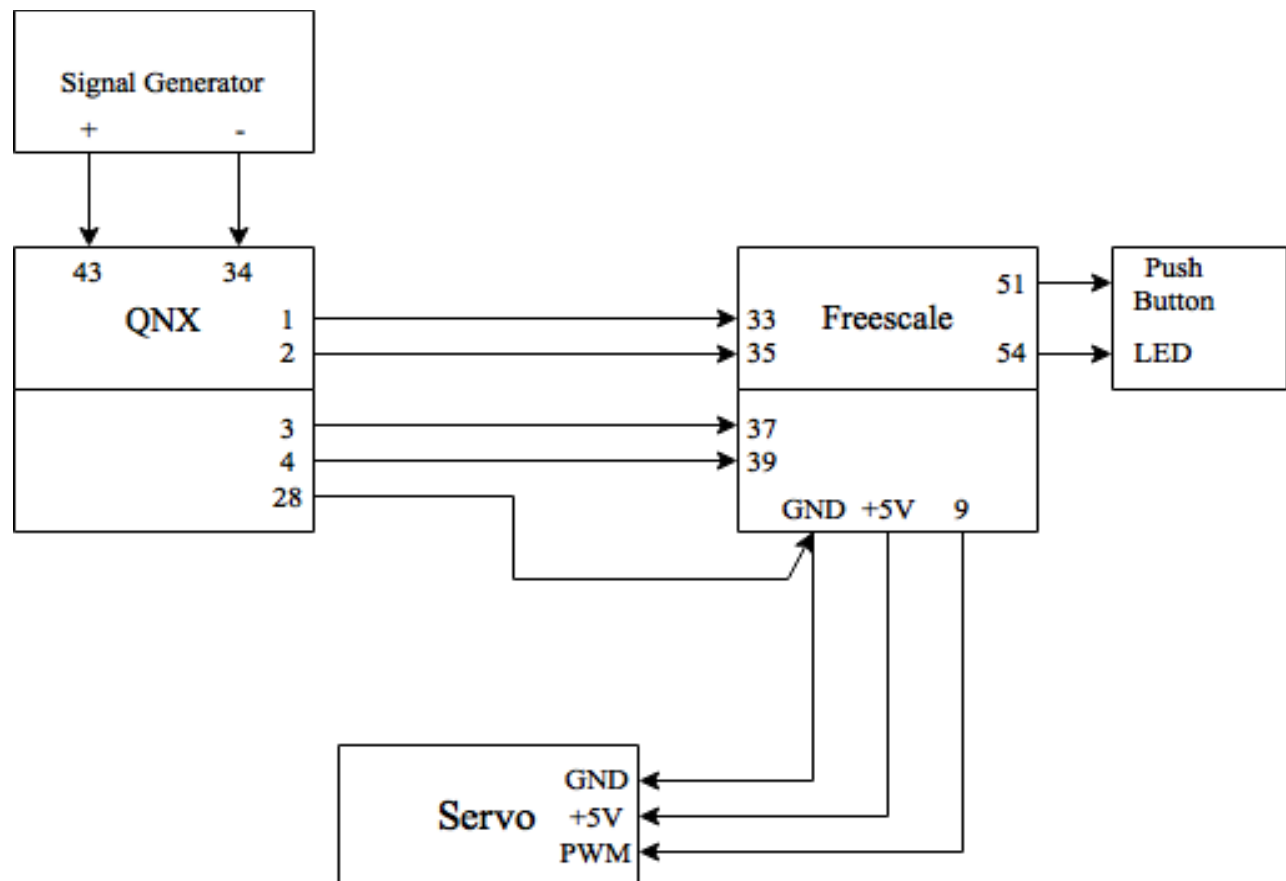 Signal Generator
+ -
43 34
QNX
1
2
3
4
28
33
35
Freescale
51
54
37
39
GND +5V 9
Push
Button
LED
Servo
GND
+5V
PWM